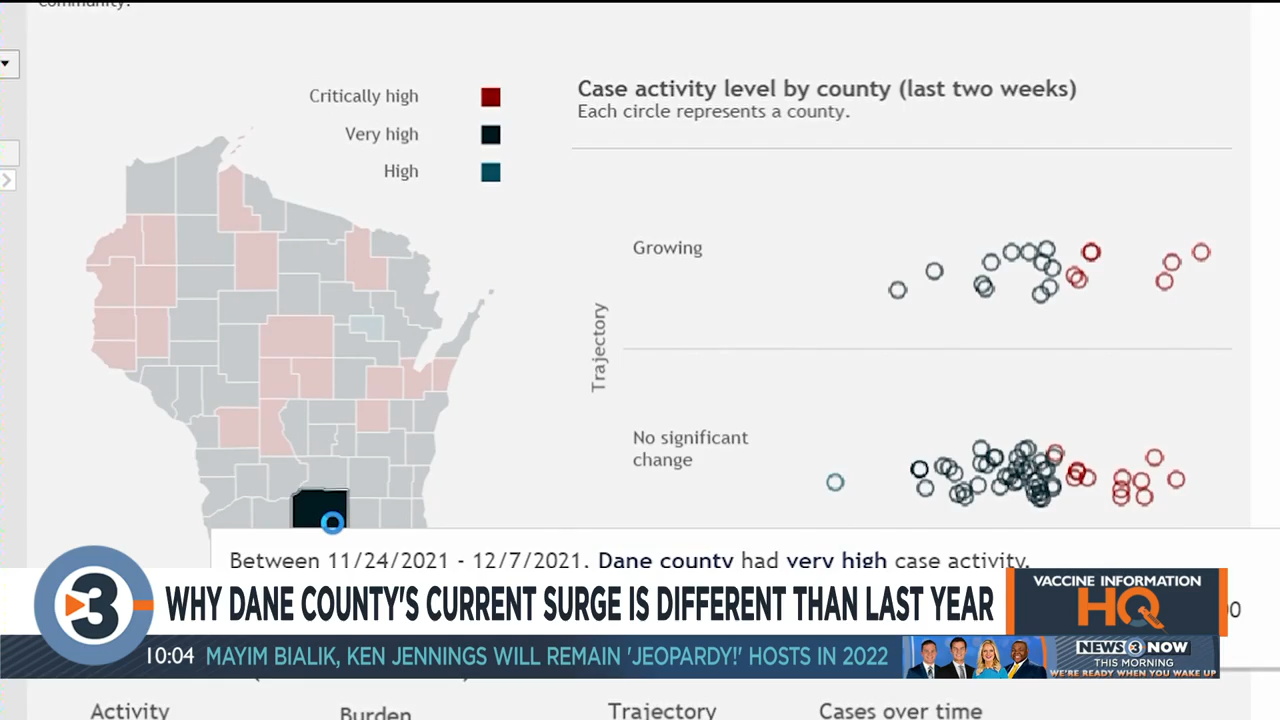 community.
Critically high
Very high
High
Case activity level by county (last two weeks)
Each circle represents a county.
Growing
Trajectory
No significant
change
Between 11/24/2021 - 12/7/2021, Dane county had very high case activity.
3
WHY DANE COUNTY'S CURRENT SURGE IS DIFFERENT THAN LAST YEAR
VACCINE INFORMATION
HQ
10:04
MAYIM BIALIK, KEN JENNINGS WILL REMAIN 'JEOPARDY!' HOSTS IN 2022
NEWS 3 NOW
THIS MORNING
WE'RE READY WHEN YOU WAKE UP
Activity
Burden
Trajectory
Cases over time